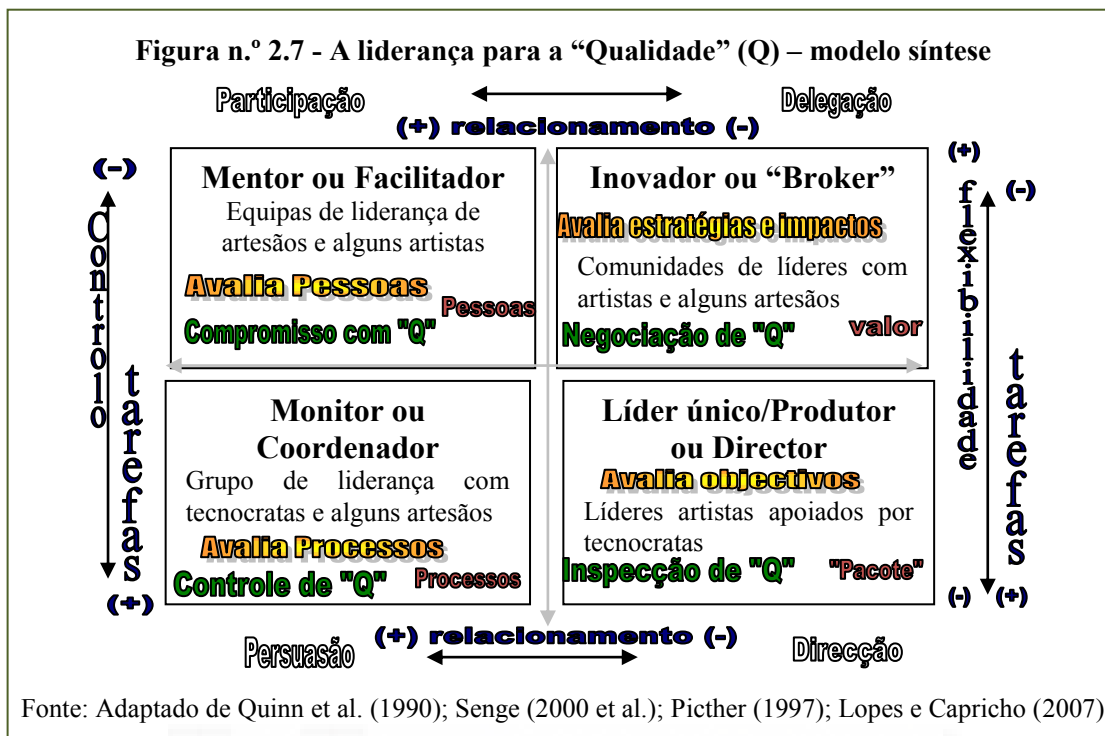 Figura n.º 2.7 - A liderança para a “Qualidade” (Q) – modelo síntese
Participação
Delegação
(+) relacionamento (-)
(-)
Controlo
tarefas
(+)
Mentor ou Facilitador
Equipas de liderança de
artesãos e alguns artistas
Avalia Pessoas
Pessoas
Compromisso com "Q"
Inovador ou “Broker”
Avalia estratégias e impactos
Comunidades de líderes com
artistas e alguns artesãos
Negociação de "Q"
valor
(+)
flexibilidade
(-)
(-)
tarefas
(+)
Monitor ou
Coordenador
Grupo de liderança com
tecnocratas e alguns artesãos
Avalia Processos
Controle de "Q"
Processos
Líder único/Produtor
ou Director
Avalia objectivos
Líderes artistas apoiados por
tecnocratas
Inspecção de "Q"
"Pacote"
(+) relacionamento (-)
Persuasão
Direcção
Fonte: Adaptado de Quinn et al. (1990); Senge (2000 et al.); Picther (1997); Lopes e Capricho (2007)